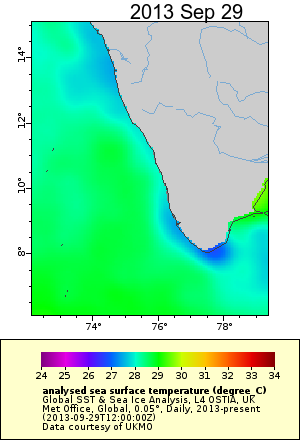 2013 Sep 29
14°
12°
10°
8°
74°
76°
78°
24 25 26 27 28 29 30 31 32 33 34
analysed sea surface temperature (degree_C)
Global SST & Sea Ice Analysis, L4 OSTIA, UK
Met Office, Global, 0.05°, Daily, 2013-present
(2013-09-29T12:00:00Z)
Data courtesy of UKMO